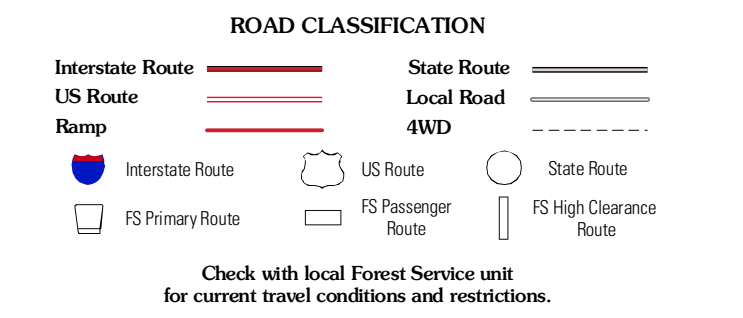 ROAD CLASSIFICATION
Interstate Route
State Route
US Route
Local Road
Ramp
4WD
Interstate Route
US Route
State Route
FS Primary Route
FS Passenger
Route
FS High Clearance
Route
Check with local Forest Service unit
for current travel conditions and restrictions.